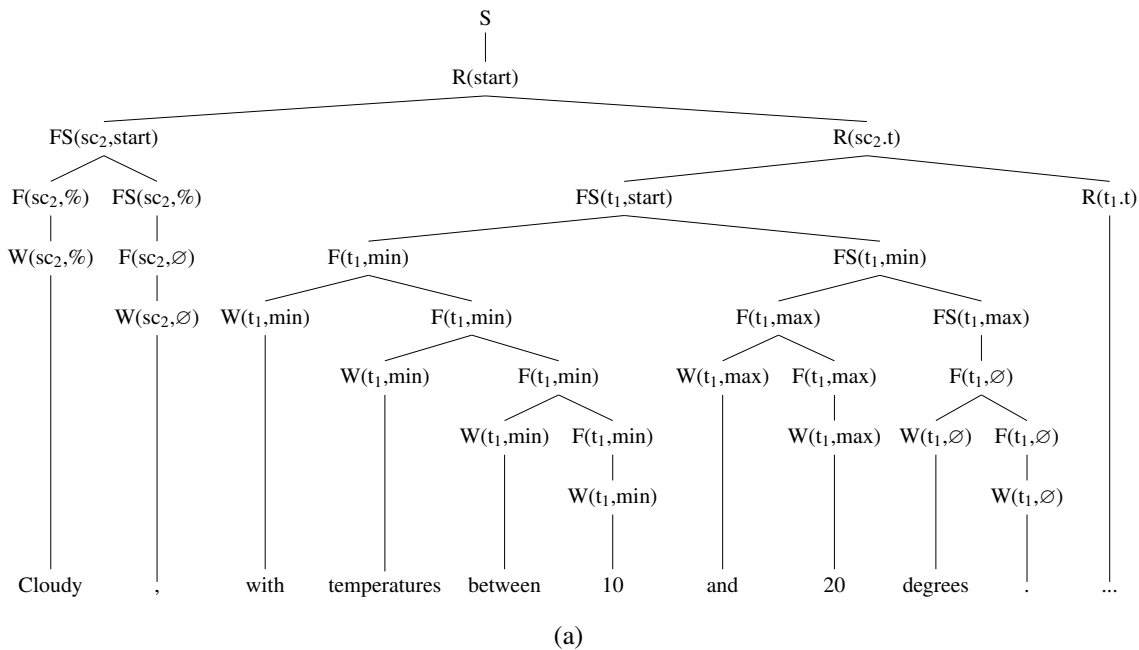 S
R(start)
FS(sc₂,start) R(sc₂.t)
F(sc₂,%) FS(sc₂,%) FS(t₁,start) R(t₁.t)
W(sc₂,%) F(sc₂,∅) F(t₁,min) FS(t₁,min)
W(sc₂,∅) W(t₁,min) F(t₁,min) F(t₁,max) FS(t₁,max)
W(t₁,min) F(t₁,min) W(t₁,max) F(t₁,max) F(t₁,∅)
W(t₁,min) F(t₁,min) W(t₁,max) W(t₁,∅) F(t₁,∅)
W(t₁,min) W(t₁,∅)
Cloudy , with temperatures between 10 and 20 degrees . ...
(a)